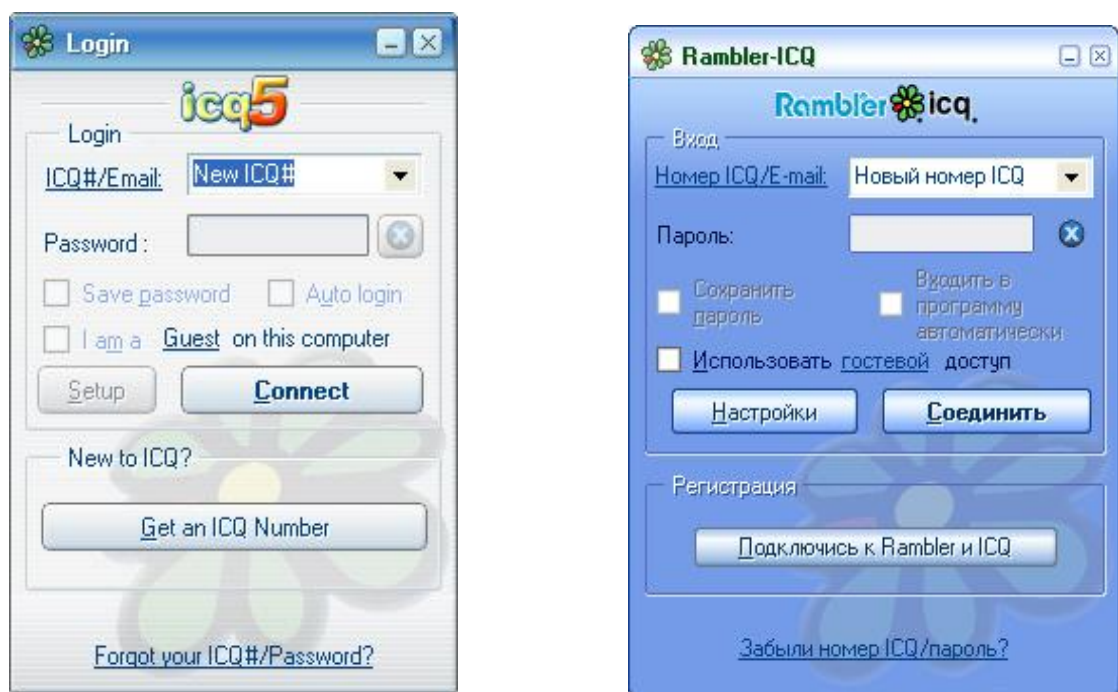 Login
icq5
Login
ICQ#/Email:
New ICQ#
Password :
Save password
Auto login
I am a Guest on this computer
Setup
Connect
New to ICQ?
Get an ICQ Number
Forgot your ICQ#/Password?
Rambler-ICQ
Rambler icq
Вход
Номер ICQ/E-mail:
Новый номер ICQ
Пароль:
Сохранить
пароль
Входить в
программу
автоматически
Использовать гостевой доступ
Настройки
Соединить
Регистрация
Подключись к Rambler и ICQ
Забыли номер ICQ/пароль?